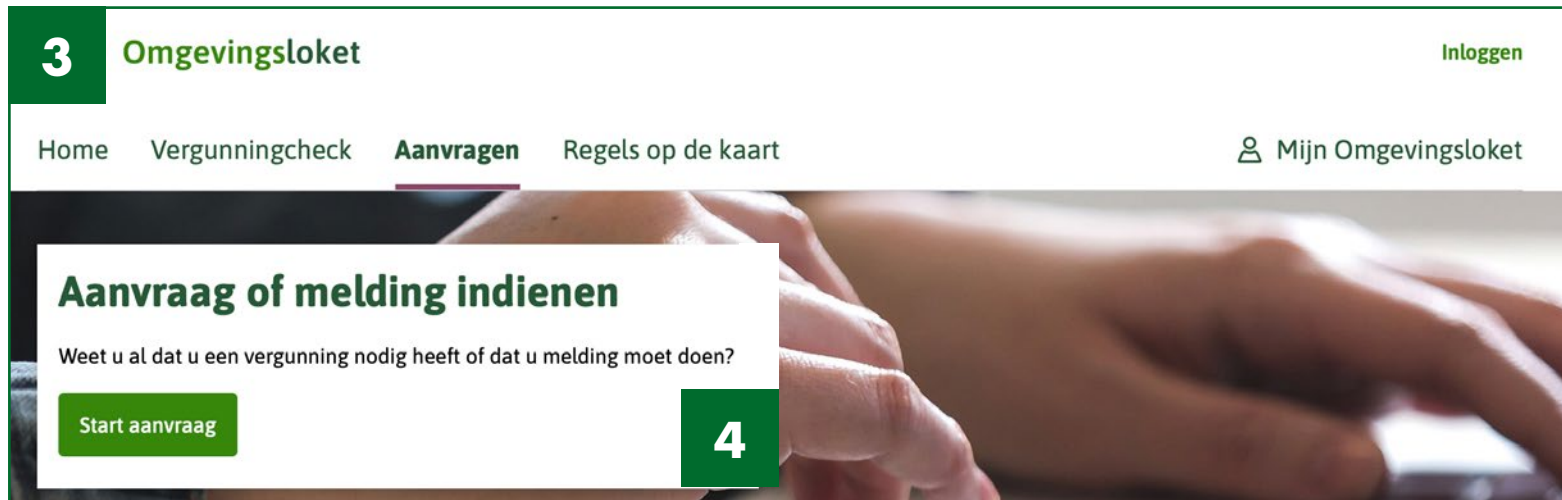 3
Omgevingsloket
Inloggen
Home Vergunningcheck Aanvragen Regels op de kaart Mijn Omgevingsloket
Aanvraag of melding indienen
Weet u al dat u een vergunning nodig heeft of dat u melding moet doen?
Start aanvraag
4